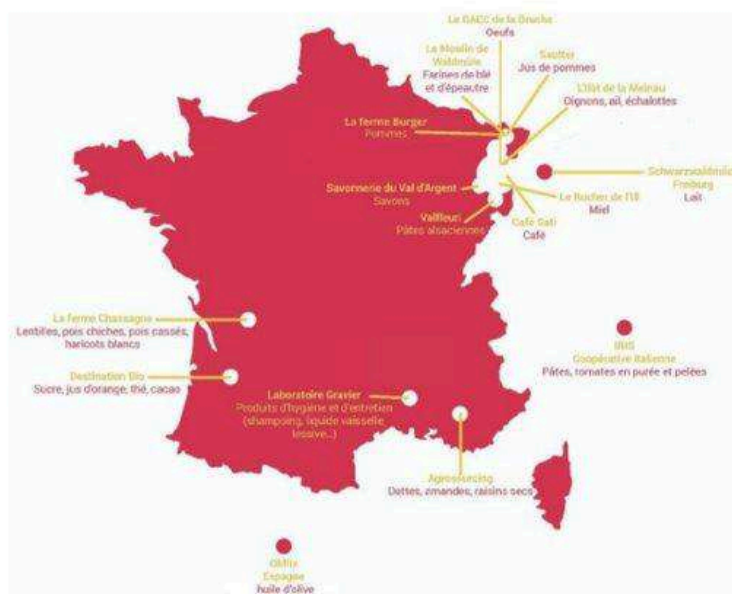 Le GAEC de la Bruche
Oeufs
Le Moulin de
Waldmühle
Farines de blé
et d'épeautre
Sautter
Jus de pommes
L'îlot de la Meinau
Oignons, ail, échalottes
La ferme Burger
Pommes
Savonnerie du Val d'Argent
Savons
Schwarzwaldmilch
Freiburg
Lait
Le Rucher de l'Ill
Miel
Valfleuri
Pâtes alsaciennes
Café Sati
Café
La ferme Chassagne
Lentilles, pois chiches, pois cassés,
haricots blancs
Coopérative Italienne
Pâtes, tomates en purée et pelées
Destination Bio
Sucre, jus d'orange, thé, cacao
Laboratoire Gravier
Produits d'hygiène et d'entretien
(shampoing, liquide vaisselle
lessive...)
Agrosourcing
Dattes, amandes, raisins secs
Espagne
huile d'olive